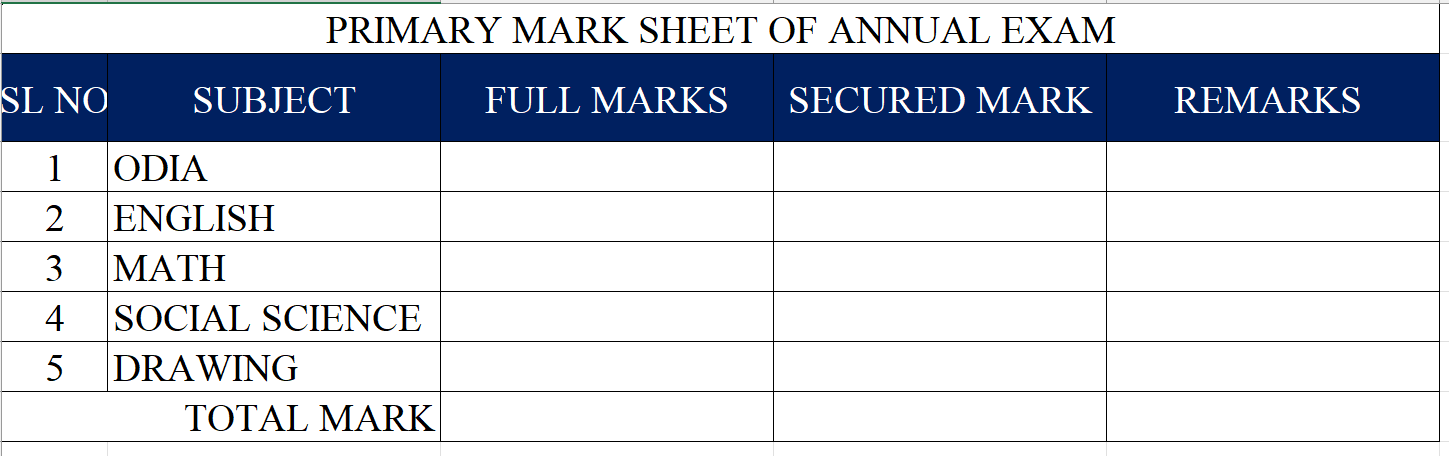 PRIMARY MARK SHEET OF ANNUAL EXAM
SL NO SUBJECT FULL MARKS SECURED MARK REMARKS
1 ODIA
2 ENGLISH
3 MATH
4 SOCIAL SCIENCE
5 DRAWING
TOTAL MARK